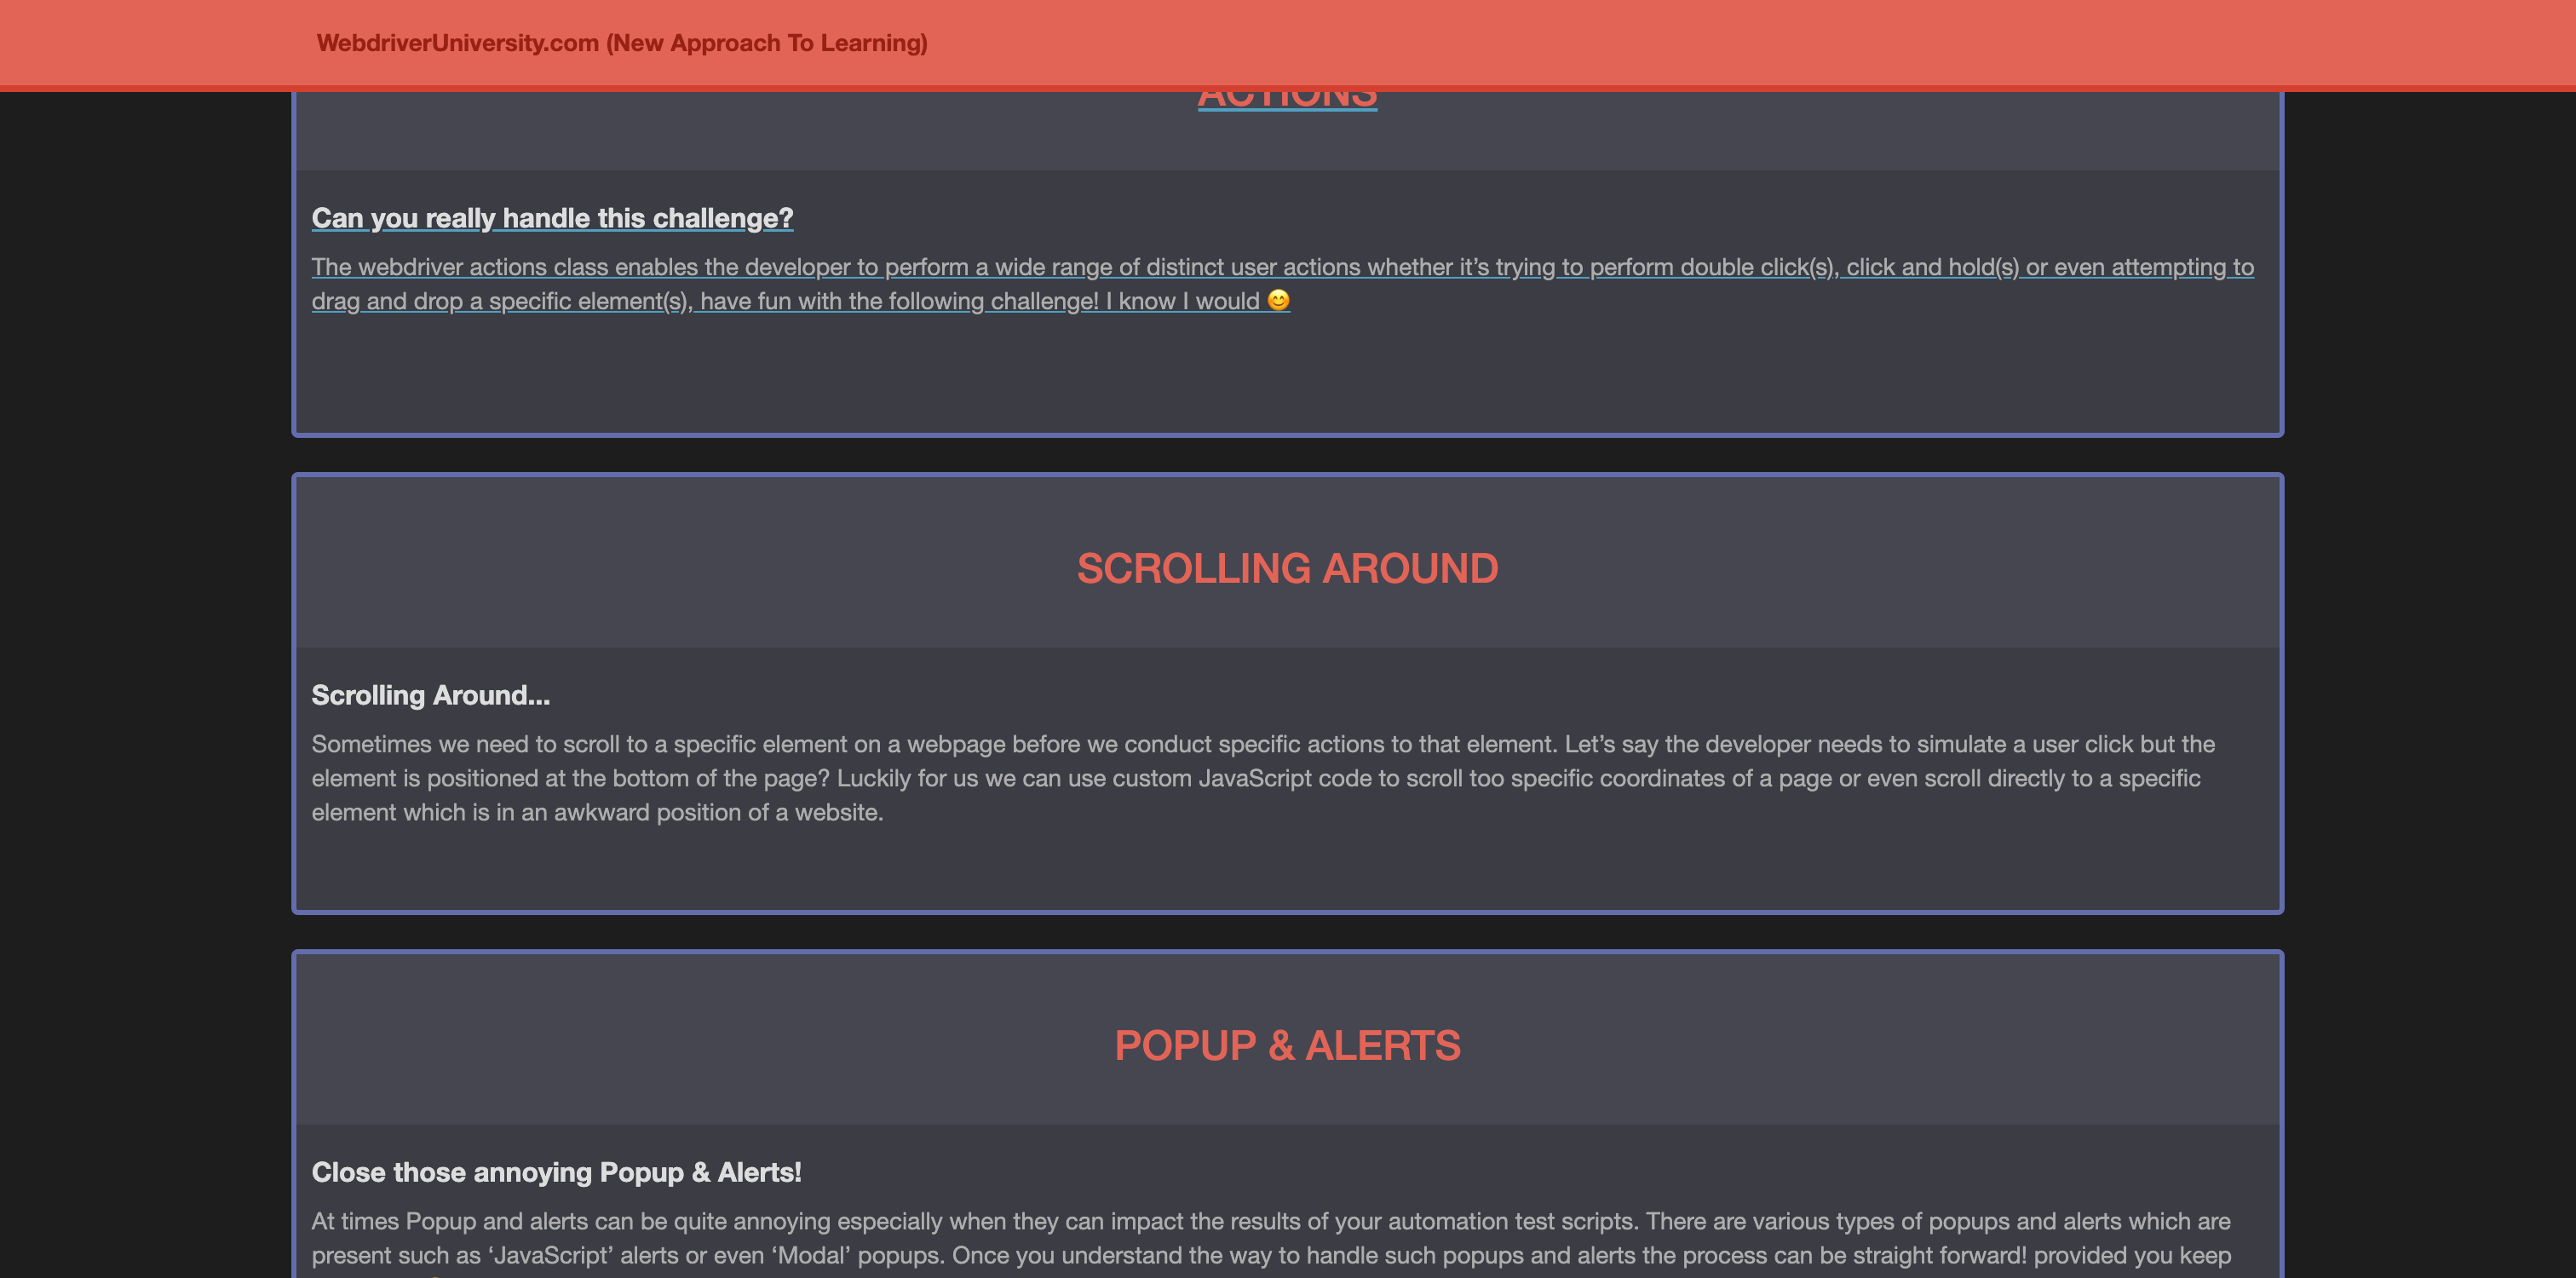 WebdriverUniversity.com (New Approach To Learning)
ACTIONS
Can you really handle this challenge?
The webdriver actions class enables the developer to perform a wide range of distinct user actions whether it’s trying to perform double click(s), click and hold(s) or even attempting to
drag and drop a specific element(s), have fun with the following challenge! I know I would 😊
SCROLLING AROUND
Scrolling Around...
Sometimes we need to scroll to a specific element on a webpage before we conduct specific actions to that element. Let’s say the developer needs to simulate a user click but the
element is positioned at the bottom of the page? Luckily for us we can use custom JavaScript code to scroll too specific coordinates of a page or even scroll directly to a specific
element which is in an awkward position of a website.
POPUP & ALERTS
Close those annoying Popup & Alerts!
At times Popup and alerts can be quite annoying especially when they can impact the results of your automation test scripts. There are various types of popups and alerts which are
present such as ‘JavaScript’ alerts or even ‘Modal’ popups. Once you understand the way to handle such popups and alerts the process can be straight forward! provided you keep